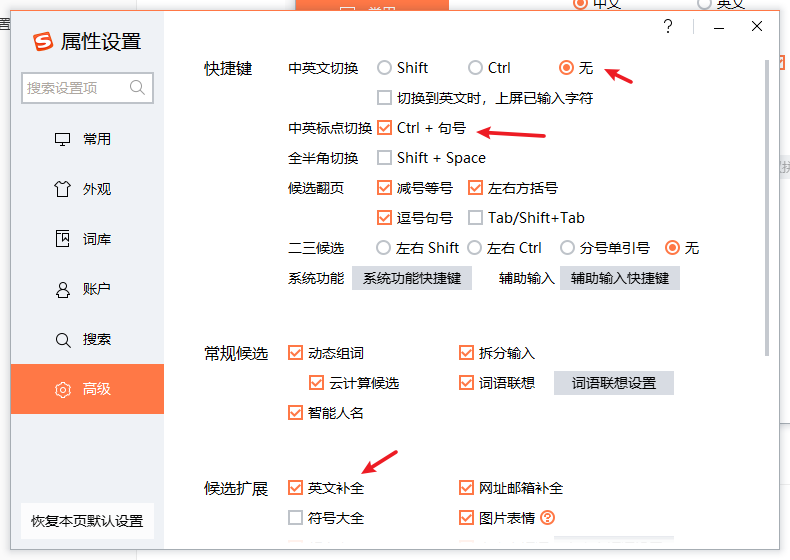 常用 中文 英文
属性设置
搜索设置项
常用
外观
词库
账户
搜索
高级
恢复本页默认设置
快捷键 中英文切换 Shift Ctrl 无
切换到英文时，上屏已输入字符
中英标点切换 Ctrl + 句号
全半角切换 Shift + Space
候选翻页 减号等号 左右方括号
逗号句号 Tab/Shift+Tab
二三候选 左右 Shift 左右 Ctrl 分号单引号 无
系统功能 系统功能快捷键 辅助输入 辅助输入快捷键
常规候选 动态组词 拆分输入
云计算候选 词语联想 词语联想设置
智能人名
候选扩展 英文补全 网址邮箱补全
符号大全 图片表情